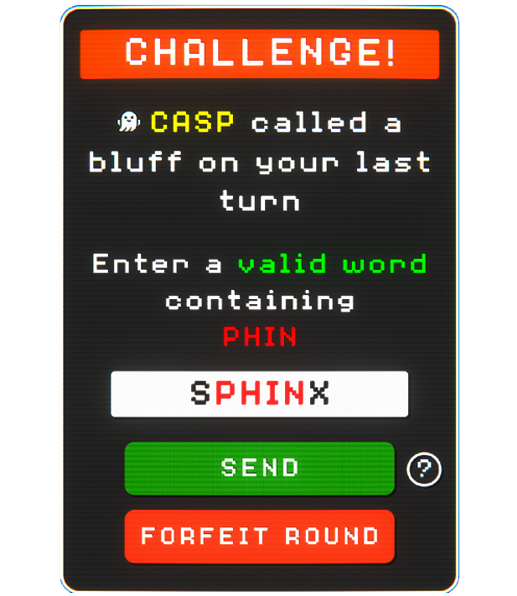 CHALLENGE!
CASP called a
bluff on your last
turn
Enter a valid word
containing
PHIN
SPHINX
SEND
?
FORFEIT ROUND